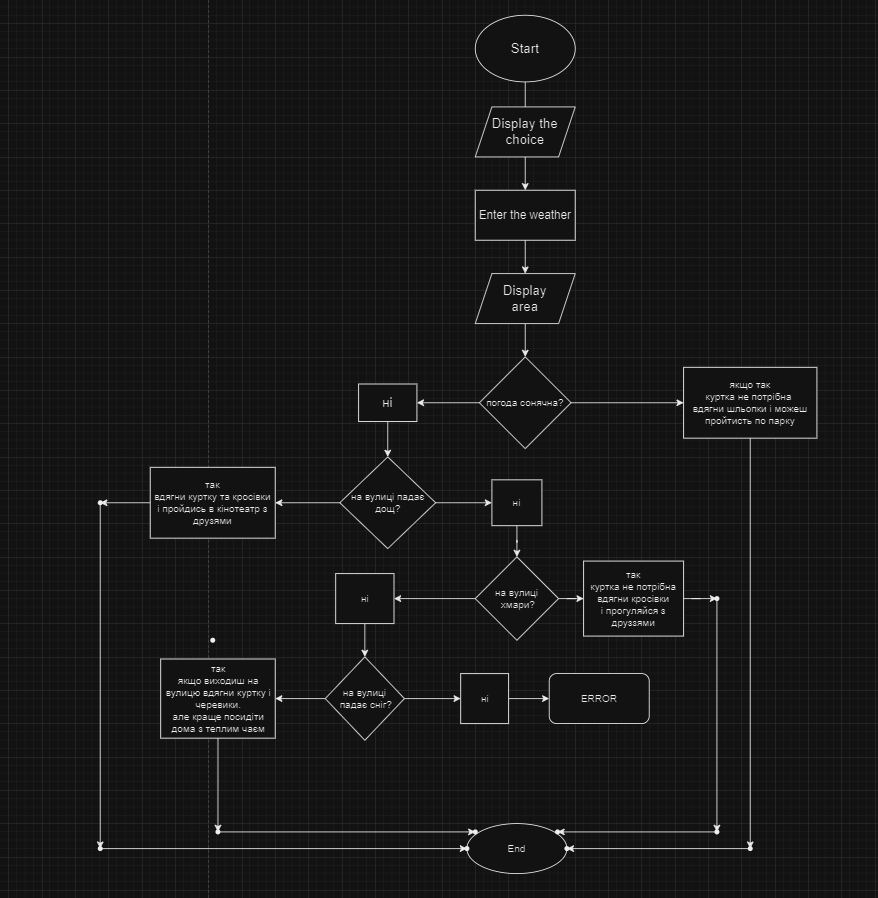 Start
Display the
choice
Enter the weather
Display
area
погода сонячна?
ні
якщо так
куртка не потрібна
вдягни шльопки і можеш
пройтисть по парку
на вулиці падає
дощ?
так
вдягни куртку та кросівки
і пройдись в кінотеатр з
друзями
ні
на вулиці
хмари?
так
куртка не потрібна
вдягни кросівки
і прогуляйся з
друззями
ні
на вулиці
падає сніг?
так
якщо виходиш на
вулицю вдягни куртку і
черевики.
але краще посидіти
дома з теплим чаєм
ні
ERROR
End